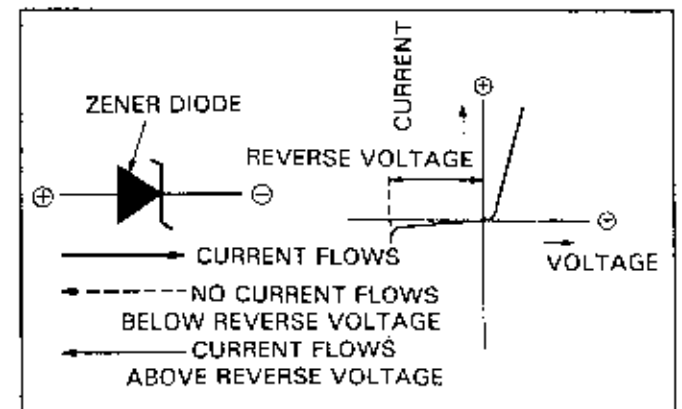 ZENER DIODE
⊕
⊖
CURRENT FLOWS
NO CURRENT FLOWS
BELOW REVERSE VOLTAGE
CURRENT FLOWS
ABOVE REVERSE VOLTAGE
CURRENT
⊕
REVERSE VOLTAGE
⊖
VOLTAGE